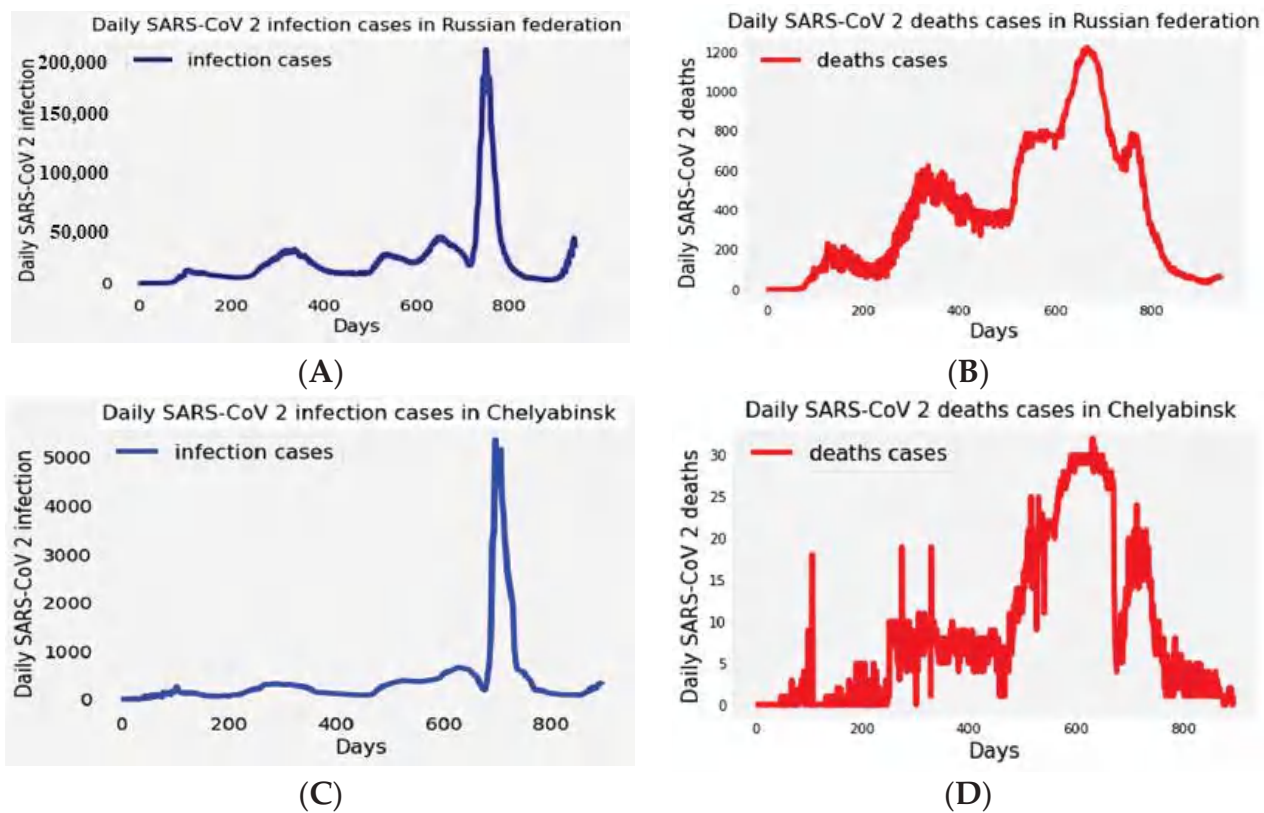 Daily SARS-CoV 2 infection cases in Russian federation
infection cases
Daily SARS-CoV 2 infection
200,000
150,000
100,000
50,000
0
0 200 400 600 800
Days
(A)
Daily SARS-CoV 2 deaths cases in Russian federation
deaths cases
Daily SARS-CoV 2 deaths
1200
1000
800
600
400
200
0
0 200 400 600 800
Days
(B)
Daily SARS-CoV 2 infection cases in Chelyabinsk
infection cases
Daily SARS-CoV 2 infection
5000
4000
3000
2000
1000
0
0 200 400 600 800
Days
(C)
Daily SARS-CoV 2 deaths cases in Chelyabinsk
deaths cases
Daily SARS-CoV 2 deaths
30
25
20
15
10
5
0
0 200 400 600 800
Days
(D)